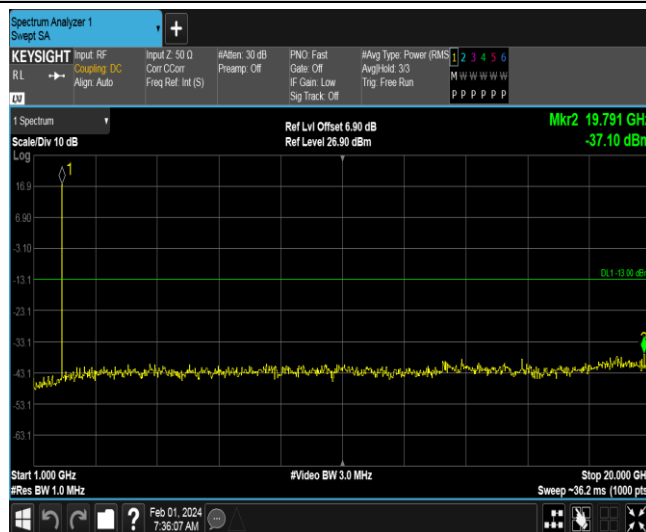 Spectrum Analyzer 1
Swept SA
KEYSIGHT Input: RF Input Z: 50 Ω #Atten: 30 dB PNO: Fast #Avg Type: Power (RMS 1 2 3 4 5 6
RL Coupling: DC Corr CCorr Preamp: Off Gate: Off Avg|Hold: 3/3 M W W W W W
Align: Auto Freq Ref: Int (S) IF Gain: Low Trig: Free Run
Sig Track: Off P P P P P P
LXI
1 Spectrum Ref Lvl Offset 6.90 dB Mkr2 19.791 GHz
Scale/Div 10 dB Ref Level 26.90 dBm -37.10 dBm
Log
1
16.9
6.90
-3.10
DL1 -13.00 dBm
-13.1
-23.1
-33.1
-43.1
-53.1
-63.1
Start 1.000 GHz #Video BW 3.0 MHz Stop 20.000 GHz
#Res BW 1.0 MHz Sweep ~36.2 ms (1000 pts
? Feb 01, 2024
7:36:07 AM